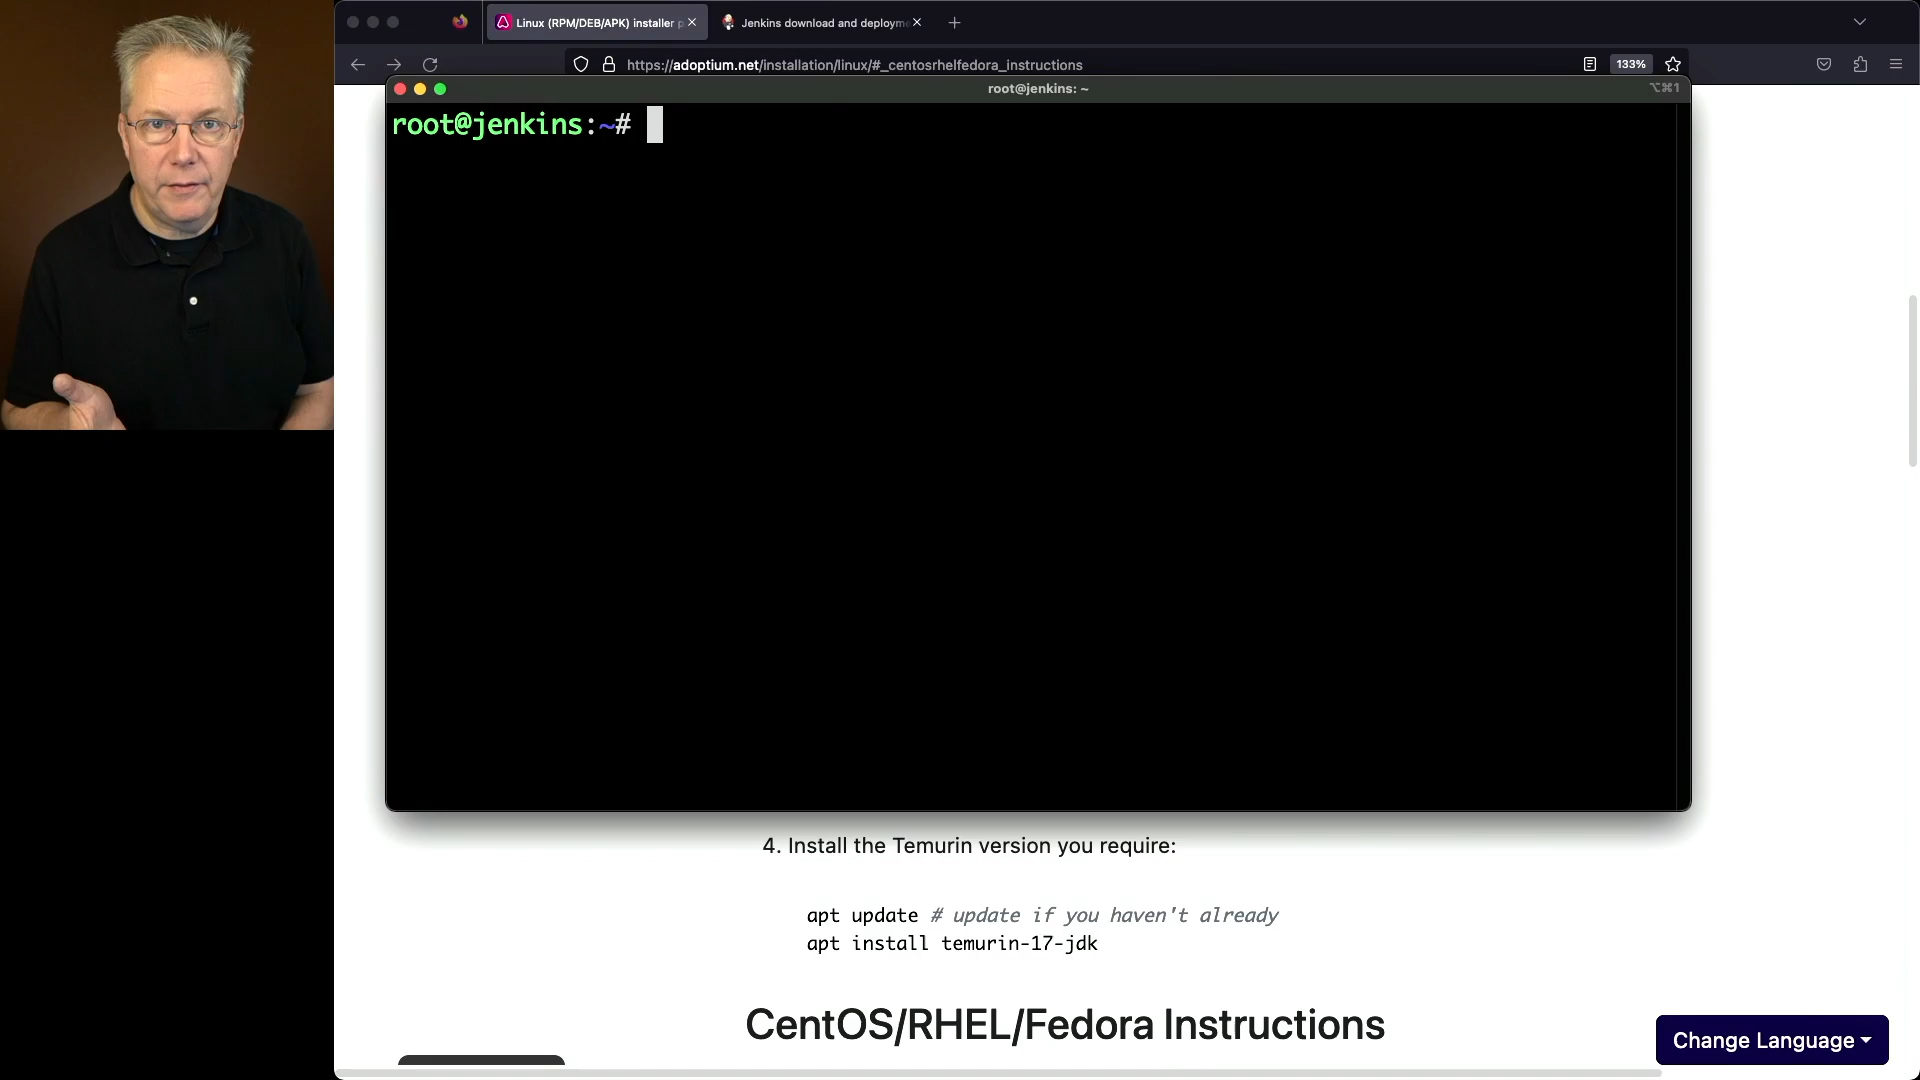 Linux (RPM/DEB/APK) installer p
Jenkins download and deploym
https://adoptium.net/installation/linux/#_centosrhelfedora_instructions
133%
root@jenkins: ~
⌥⌘1
root@jenkins:~#
4. Install the Temurin version you require:
apt update # update if you haven't already
apt install temurin-17-jdk
CentOS/RHEL/Fedora Instructions
Change Language